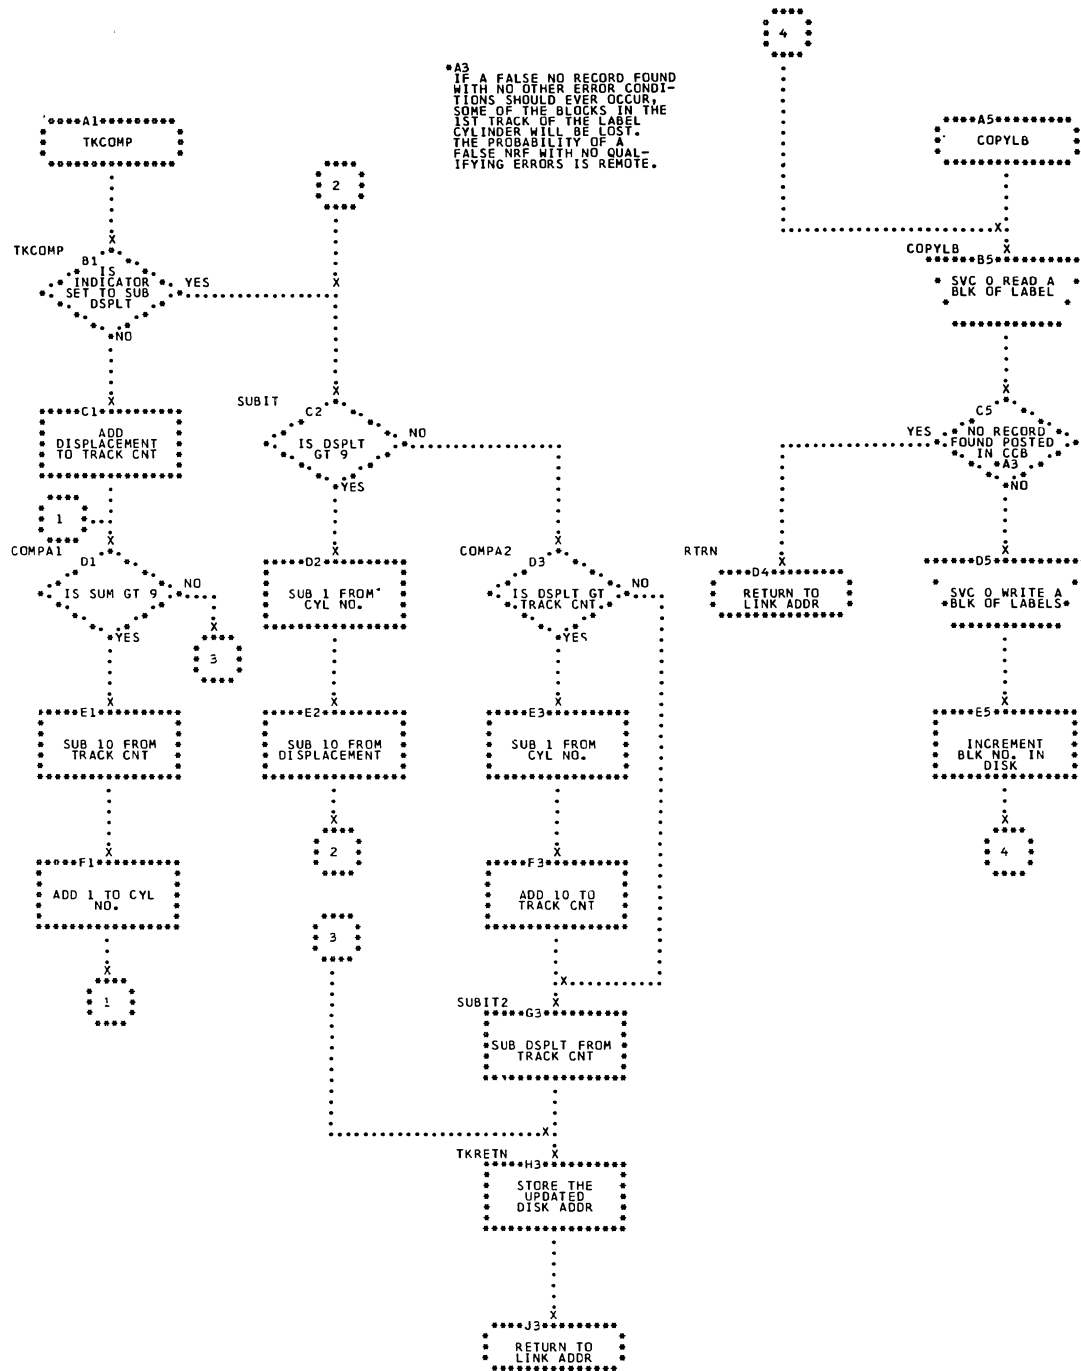 4
*A3
IF A FALSE NO RECORD FOUND
WITH NO OTHER ERROR CONDI-
TIONS SHOULD EVER OCCUR,
SOME OF THE BLOCKS IN THE
1ST TRACK OF THE LABEL
CYLINDER WILL BE LOST.
THE PROBABILITY OF A
FALSE NRF WITH NO QUAL-
IFYING ERRORS IS REMOTE.
A1
TKCOMP
2
A5
COPYLB
TKCOMP
B1
IS
INDICATOR
SET TO SUB
DSPLT
YES
NO
COPYLB
B5
SVC 0 READ A
BLK OF LABEL
C1
ADD
DISPLACEMENT
TO TRACK CNT
SUBIT
C2
IS DSPLT
GT 9
NO
YES
C5
NO RECORD
FOUND POSTED
IN CCB
A3
YES
NO
1
COMPA1
D1
IS SUM GT 9
NO
YES
3
D2
SUB 1 FROM
CYL NO.
COMPA2
D3
IS DSPLT GT
TRACK CNT
NO
YES
RTRN
D4
RETURN TO
LINK ADDR
D5
SVC 0 WRITE A
BLK OF LABELS
E1
SUB 10 FROM
TRACK CNT
E2
SUB 10 FROM
DISPLACEMENT
E3
SUB 1 FROM
CYL NO.
E5
INCREMENT
BLK NO. IN
DISK
F1
ADD 1 TO CYL
NO.
2
F3
ADD 10 TO
TRACK CNT
4
3
1
SUBIT2
G3
SUB DSPLT FROM
TRACK CNT
TKRETN
H3
STORE THE
UPDATED
DISK ADDR
J3
RETURN TO
LINK ADDR